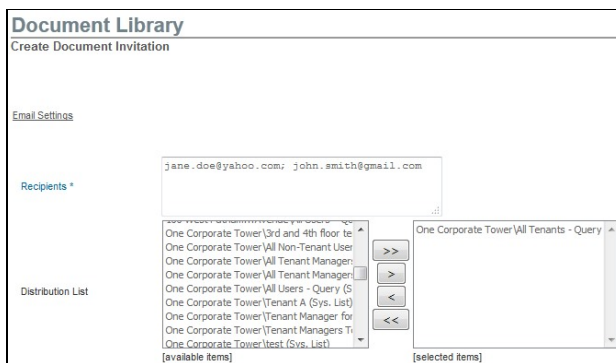 Document Library
Create Document Invitation
Email Settings
Recipients *
jane.doe@yahoo.com; john.smith@gmail.com
Distribution List
One Corporate Tower\3rd and 4th floor te
One Corporate Tower\All Non-Tenant User
One Corporate Tower\All Tenant Managers
One Corporate Tower\All Tenant Managers
One Corporate Tower\All Users - Query (S
One Corporate Tower\Tenant A (Sys. List)
One Corporate Tower\Tenant Manager for
One Corporate Tower\Tenant Managers T
One Corporate Tower\test (Sys. List)
[available items]
>>
>
<
<<
One Corporate Tower\All Tenants - Query
[selected items]